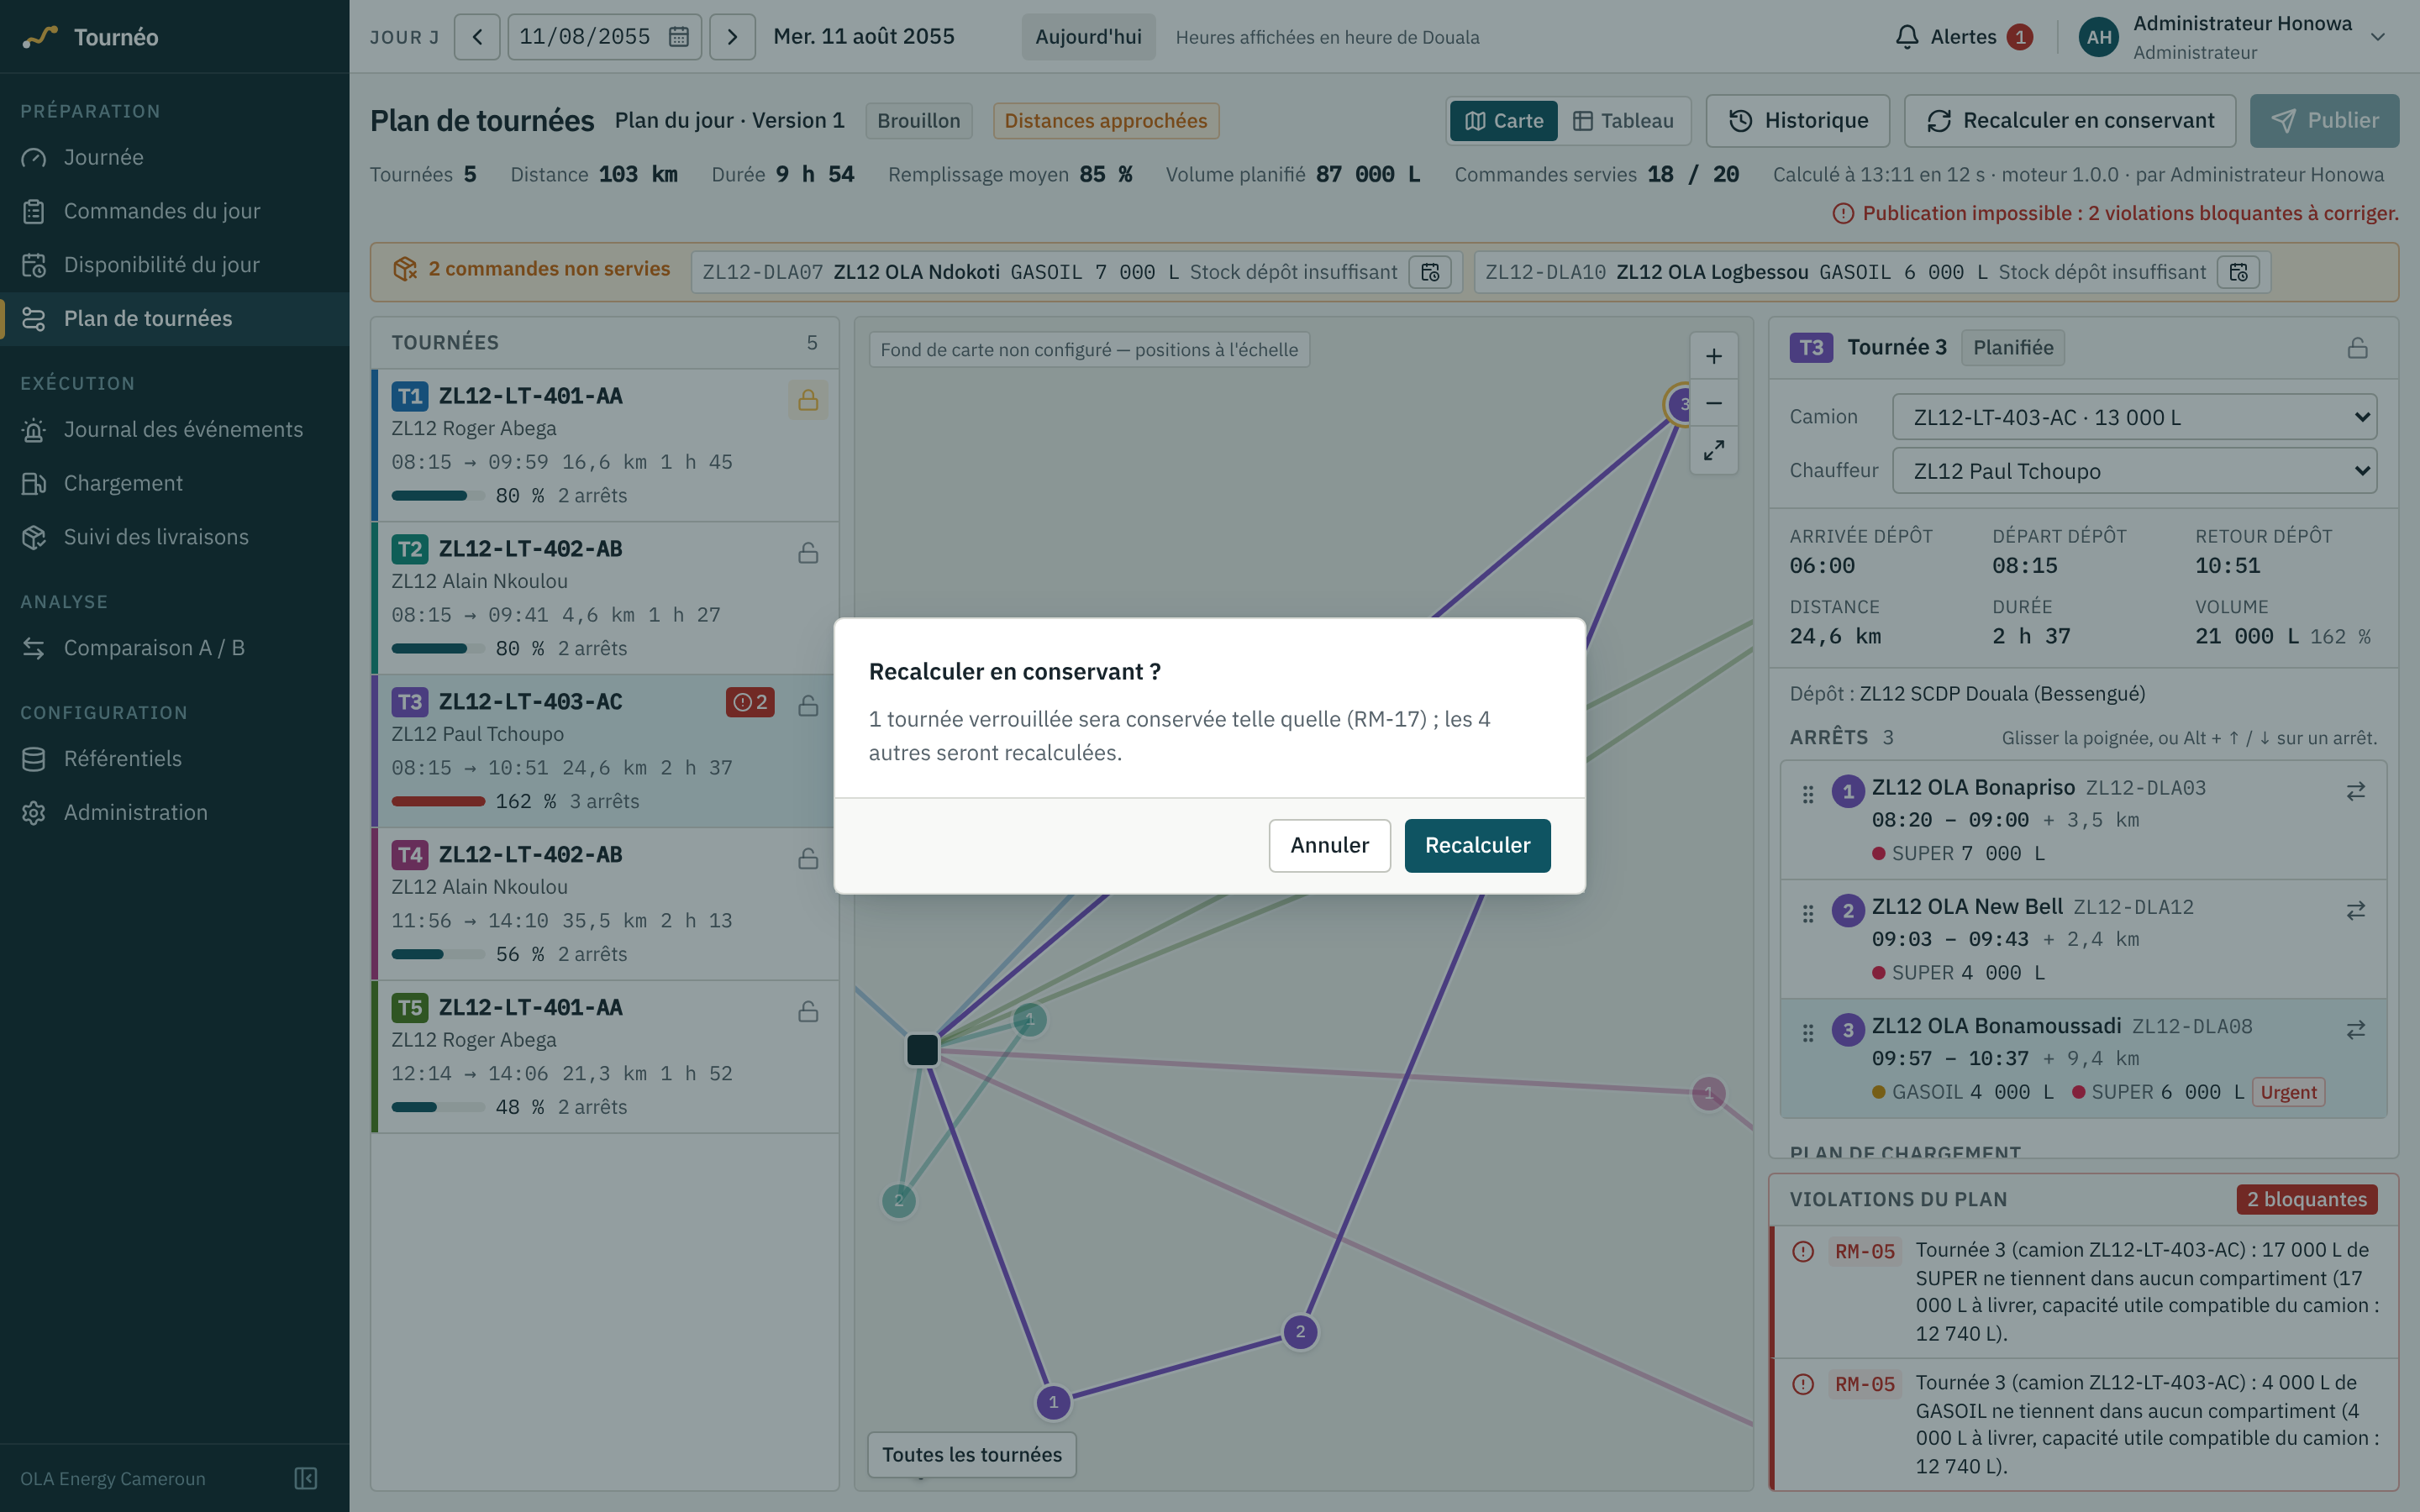 Tournéo
PRÉPARATION
Journée
Commandes du jour
Disponibilité du jour
Plan de tournées
EXÉCUTION
Journal des événements
Chargement
Suivi des livraisons
ANALYSE
Comparaison A / B
CONFIGURATION
Référentiels
Administration
OLA Energy Cameroun
JOUR J 11/08/2055 Mer. 11 août 2055 Aujourd'hui Heures affichées en heure de Douala
Alertes 1
AH Administrateur Honowa
Administrateur
Plan de tournées Plan du jour · Version 1 Brouillon Distances approchées
Carte Tableau Historique Recalculer en conservant Publier
Tournées 5 Distance 103 km Durée 9 h 54 Remplissage moyen 85 % Volume planifié 87 000 L Commandes servies 18 / 20 Calculé à 13:11 en 12 s · moteur 1.0.0 · par Administrateur Honowa
Publication impossible : 2 violations bloquantes à corriger.
2 commandes non servies ZL12-DLA07 ZL12 OLA Ndokoti GASOIL 7 000 L Stock dépôt insuffisant
ZL12-DLA10 ZL12 OLA Logbessou GASOIL 6 000 L Stock dépôt insuffisant
TOURNÉES 5
T1 ZL12-LT-401-AA
ZL12 Roger Abega
08:15 → 09:59 16,6 km 1 h 45
80 % 2 arrêts
T2 ZL12-LT-402-AB
ZL12 Alain Nkoulou
08:15 → 09:41 4,6 km 1 h 27
80 % 2 arrêts
T3 ZL12-LT-403-AC 2
ZL12 Paul Tchoupo
08:15 → 10:51 24,6 km 2 h 37
162 % 3 arrêts
T4 ZL12-LT-402-AB
ZL12 Alain Nkoulou
11:56 → 14:10 35,5 km 2 h 13
56 % 2 arrêts
T5 ZL12-LT-401-AA
ZL12 Roger Abega
12:14 → 14:06 21,3 km 1 h 52
48 % 2 arrêts
Fond de carte non configuré — positions à l'échelle
+
−
3
1
1
2
2
1
Toutes les tournées
Recalculer en conservant ?
1 tournée verrouillée sera conservée telle quelle (RM-17) ; les 4
autres seront recalculées.
Annuler Recalculer
T3 Tournée 3 Planifiée
Camion ZL12-LT-403-AC · 13 000 L
Chauffeur ZL12 Paul Tchoupo
ARRIVÉE DÉPÔT DÉPART DÉPÔT RETOUR DÉPÔT
06:00 08:15 10:51
DISTANCE DURÉE VOLUME
24,6 km 2 h 37 21 000 L 162 %
Dépôt : ZL12 SCDP Douala (Bessengué)
ARRÊTS 3 Glisser la poignée, ou Alt + ↑ / ↓ sur un arrêt.
1 ZL12 OLA Bonapriso ZL12-DLA03
08:20 – 09:00 + 3,5 km
SUPER 7 000 L
2 ZL12 OLA New Bell ZL12-DLA12
09:03 – 09:43 + 2,4 km
SUPER 4 000 L
3 ZL12 OLA Bonamoussadi ZL12-DLA08
09:57 – 10:37 + 9,4 km
GASOIL 4 000 L SUPER 6 000 L Urgent
PLAN DE CHARGEMENT
VIOLATIONS DU PLAN 2 bloquantes
RM-05 Tournée 3 (camion ZL12-LT-403-AC) : 17 000 L de
SUPER ne tiennent dans aucun compartiment (17
000 L à livrer, capacité utile compatible du camion :
12 740 L).
RM-05 Tournée 3 (camion ZL12-LT-403-AC) : 4 000 L de
GASOIL ne tiennent dans aucun compartiment (4
000 L à livrer, capacité utile compatible du camion :
12 740 L).